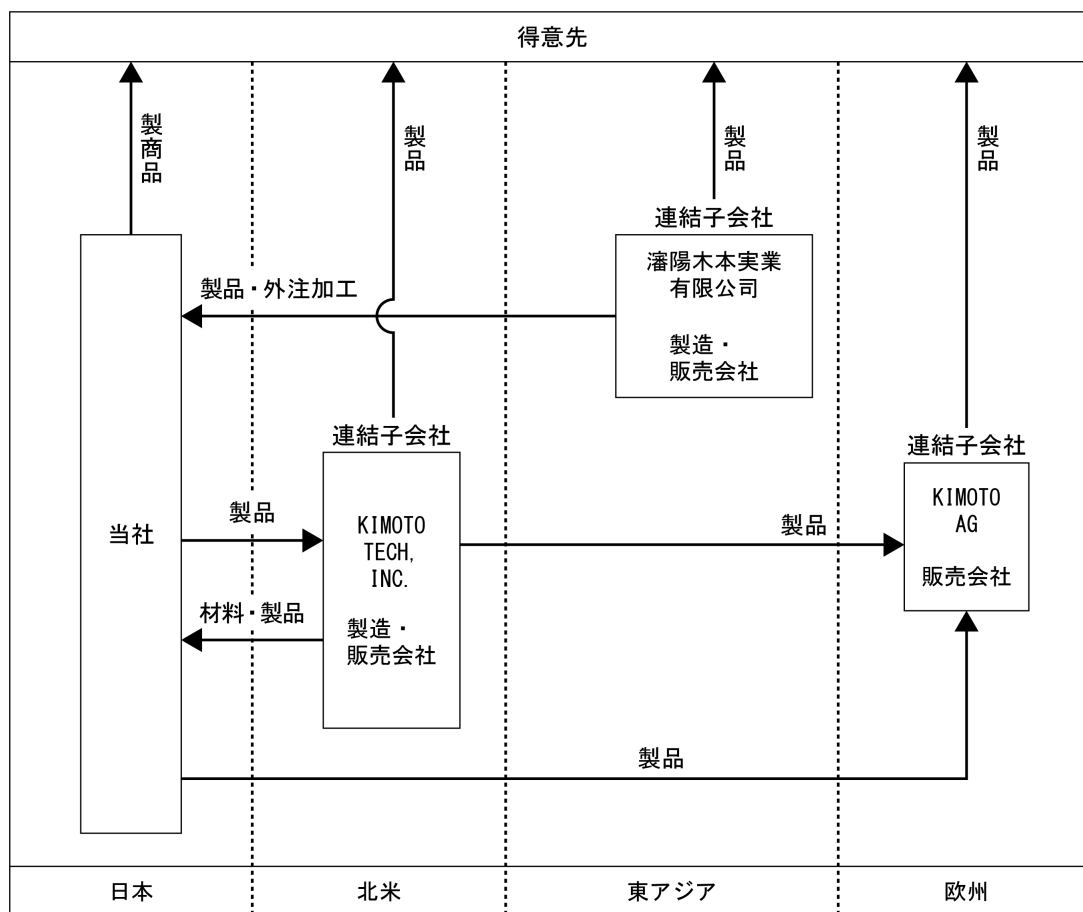 得意先
製商品
製品
製品
製品
連結子会社
瀋陽木本実業
有限公司
製造・
販売会社
製品・外注加工
連結子会社
KIMOTO
TECH,
INC.
製造・
販売会社
連結子会社
KIMOTO
AG
販売会社
当社
製品
製品
材料・製品
製品
日本
北米
東アジア
欧州